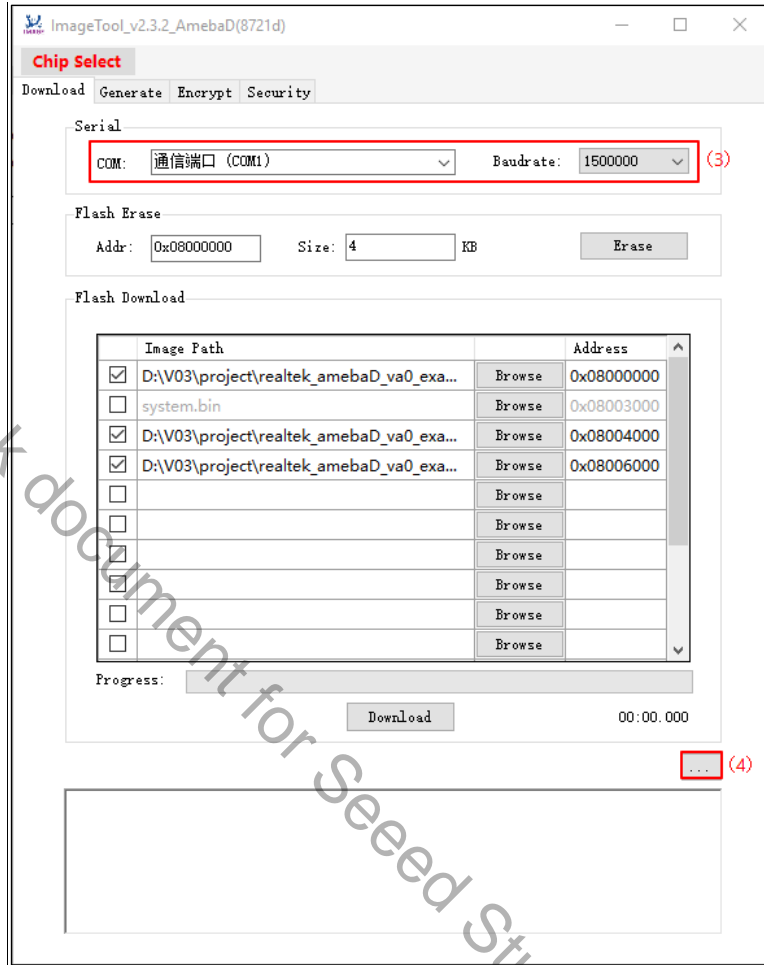 ImageTool_v2.3.2_AmebaD(8721d)
Chip Select
Download Generate Encrypt Security
Serial
COM: 通信端口 (COM1) Baudrate: 1500000 (3)
Flash Erase
Addr: 0x08000000 Size: 4 KB Erase
Flash Download
Image Path Address
D:\V03\project\realtek_amebaD_va0_exa... Browse 0x08000000
system.bin Browse 0x08003000
D:\V03\project\realtek_amebaD_va0_exa... Browse 0x08004000
D:\V03\project\realtek_amebaD_va0_exa... Browse 0x08006000
Browse
Browse
Browse
Browse
Browse
Browse
Progress:
Download 00:00.000
... (4)
k document for Seeed Stu